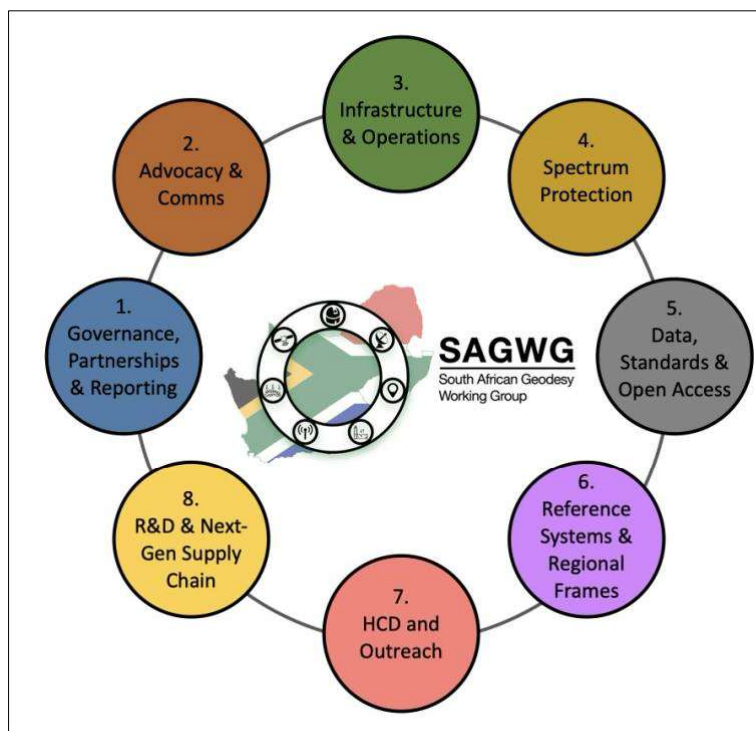 1.
Governance,
Partnerships
& Reporting
2.
Advocacy &
Comms
3.
Infrastructure
& Operations
4.
Spectrum
Protection
5.
Data,
Standards &
Open Access
6.
Reference
Systems &
Regional
Frames
7.
HCD and
Outreach
8.
R&D & Next-
Gen Supply
Chain
SAGWG
South African Geodesy
Working Group